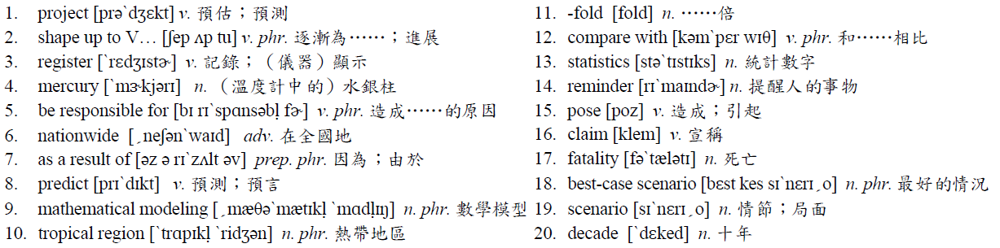 1. project [prə`dʒɛkt] v. 預估；預測
2. shape up to V… [ʃep ʌp tu] v. phr. 逐漸為……；進展
3. register [`rɛdʒɪstɚ] v. 記錄；（儀器）顯示
4. mercury [`mɝkjərɪ] n. （溫度計中的）水銀柱
5. be responsible for [bɪ rɪ`spɑnsəbḷ fɚ] v. phr. 造成……的原因
6. nationwide [ˏneʃən`waɪd] adv. 在全國地
7. as a result of [əz ə rɪ`zʌlt əv] prep. phr. 因為；由於
8. predict [prɪ`dɪkt] v. 預測；預言
9. mathematical modeling [ˏmæθə`mætɪkḷ `mɑdḷɪŋ] n. phr. 數學模型
10. tropical region [`trɑpɪkḷ `ridʒən] n. phr. 熱帶地區
11. -fold [fold] n. ……倍
12. compare with [kəm`pɛr wɪθ] v. phr. 和……相比
13. statistics [stə`tɪstɪks] n. 統計數字
14. reminder [rɪ`maɪndɚ] n. 提醒人的事物
15. pose [poz] v. 造成；引起
16. claim [klem] v. 宣稱
17. fatality [fə`tælətɪ] n. 死亡
18. best-case scenario [bɛst kes sɪ`nɛrɪˏo] n. phr. 最好的情況
19. scenario [sɪ`nɛrɪˏo] n. 情節；局面
20. decade [`dɛked] n. 十年